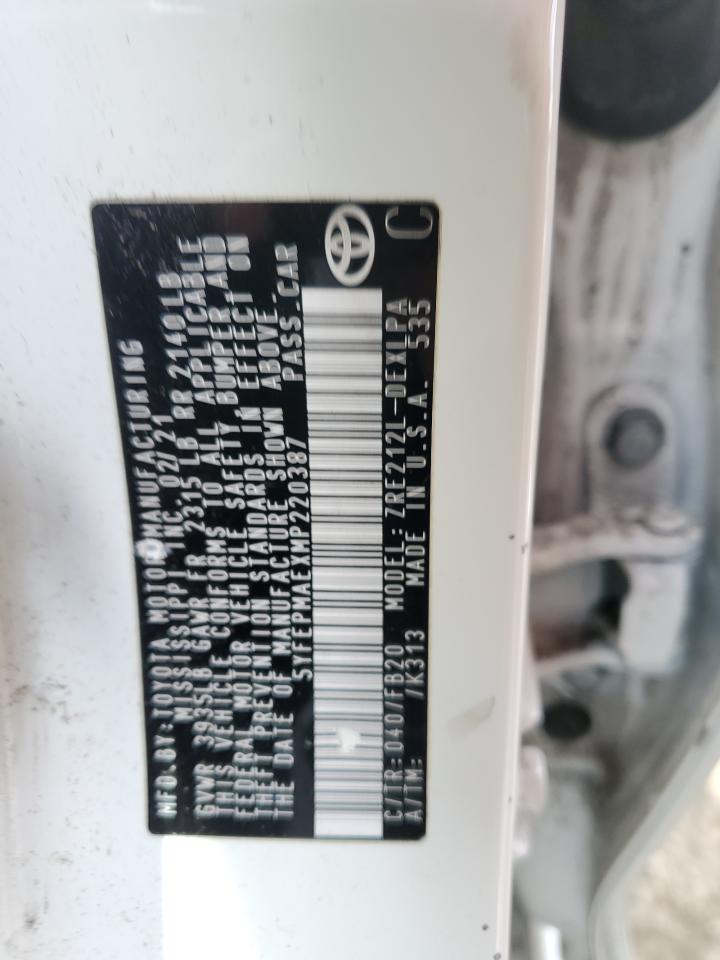 MFD. BY: TOYOTA MOTOR MANUFACTURING
MISSISSIPPI, INC. 02/21
GVWR 3935LB GAWR FR 2315 LB RR 2140LB
THIS VEHICLE CONFORMS TO ALL APPLICABLE
FEDERAL MOTOR VEHICLE SAFETY, BUMPER, AND
THEFT PREVENTION STANDARDS IN EFFECT ON
THE DATE OF MANUFACTURE SHOWN ABOVE.
5YFEPMAEXMP220387 PASS. CAR
C/TR: 040/FB20 MODEL: ZRE212L-DEXLPA
A/TM: /K313 MADE IN U.S.A. 535
C